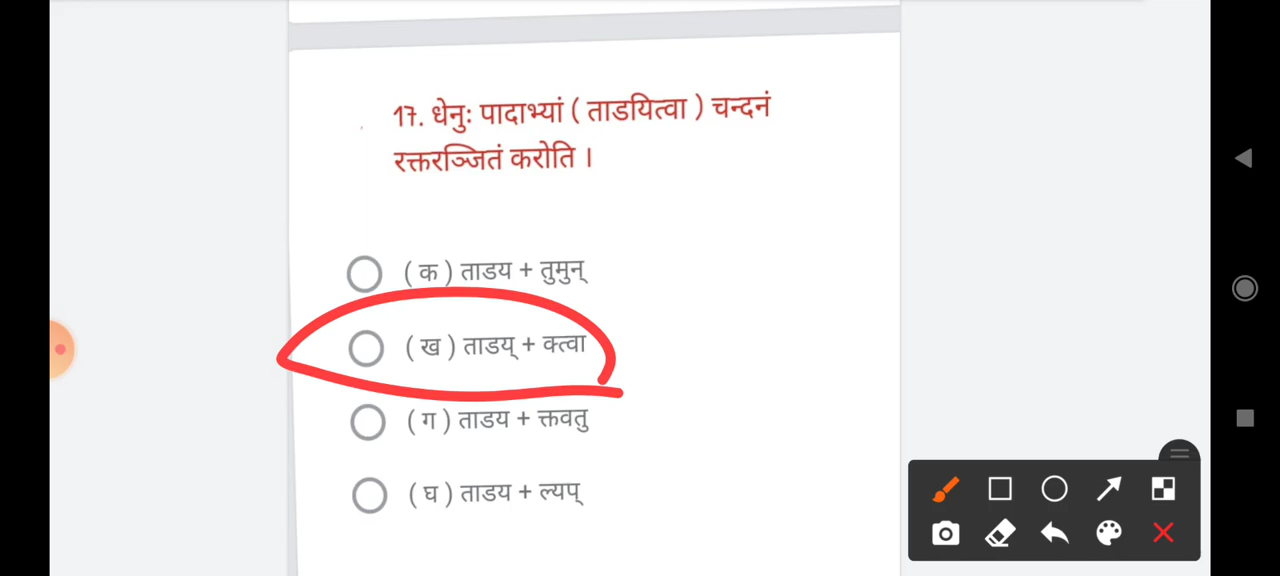 17. धेनुः पादाभ्यां ( ताडयित्वा ) चन्दनं
रक्तरञ्जितं करोति ।
( क ) ताडय + तुमुन्
( ख ) ताडय् + क्त्वा
( ग ) ताडय + क्तवतु
( घ ) ताडय + ल्यप्